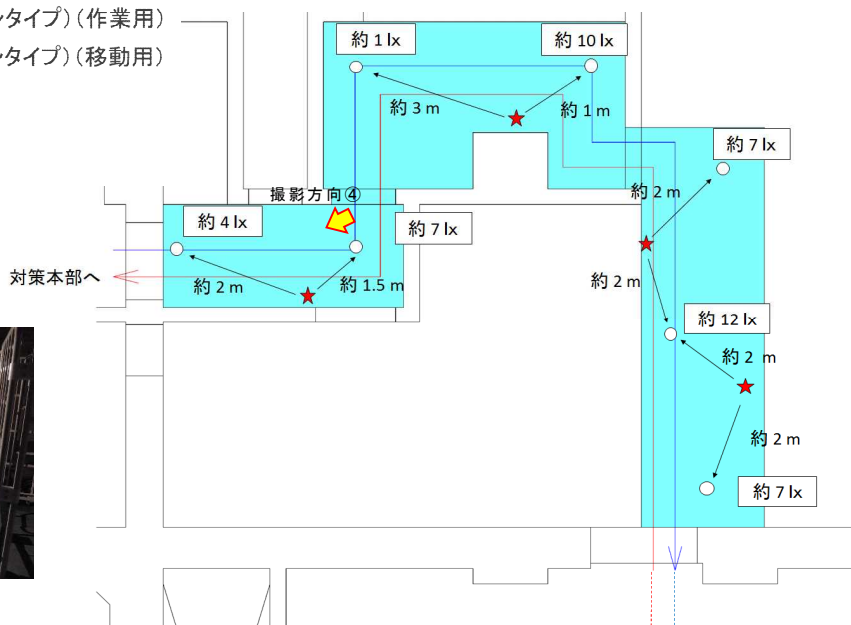 ンタイプ）（作業用）
ンタイプ）（移動用）
約 1 lx
約 10 lx
約 3 m
約 1 m
約 7 lx
約 2 m
撮影方向④
約 4 lx
約 7 lx
対策本部へ
約 2 m
約 1.5 m
約 2 m
約 12 lx
約 2 m
約 2 m
約 7 lx